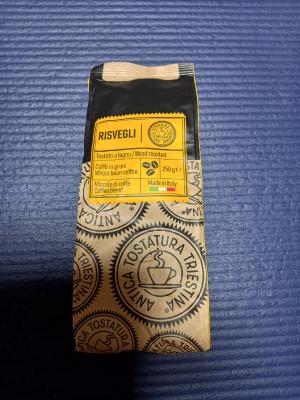 RISVEGLI
Tostato a legna / Wood roasted
Caffè in grani
Whole bean coffee
250 g e
Miscela di caffè
Coffee blend
Made in Italy
ANTICA TOSTATURA TRIESTINA
ANTICA TOSTATURA